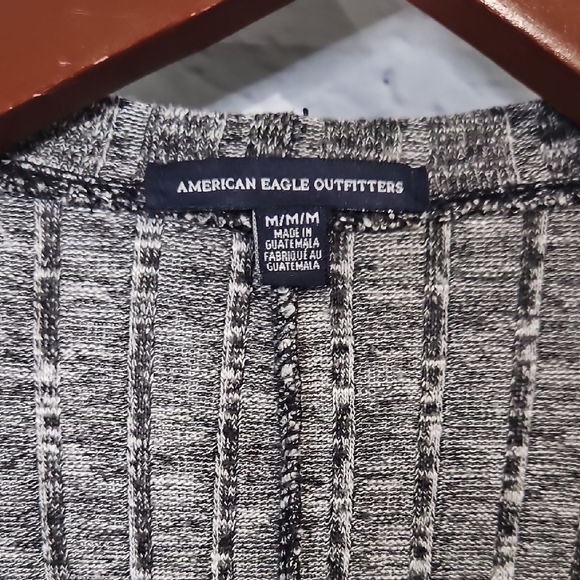 AMERICAN EAGLE OUTFITTERS
M/M/M
MADE IN
GUATEMALA
FABRIQUÉ AU
GUATEMALA